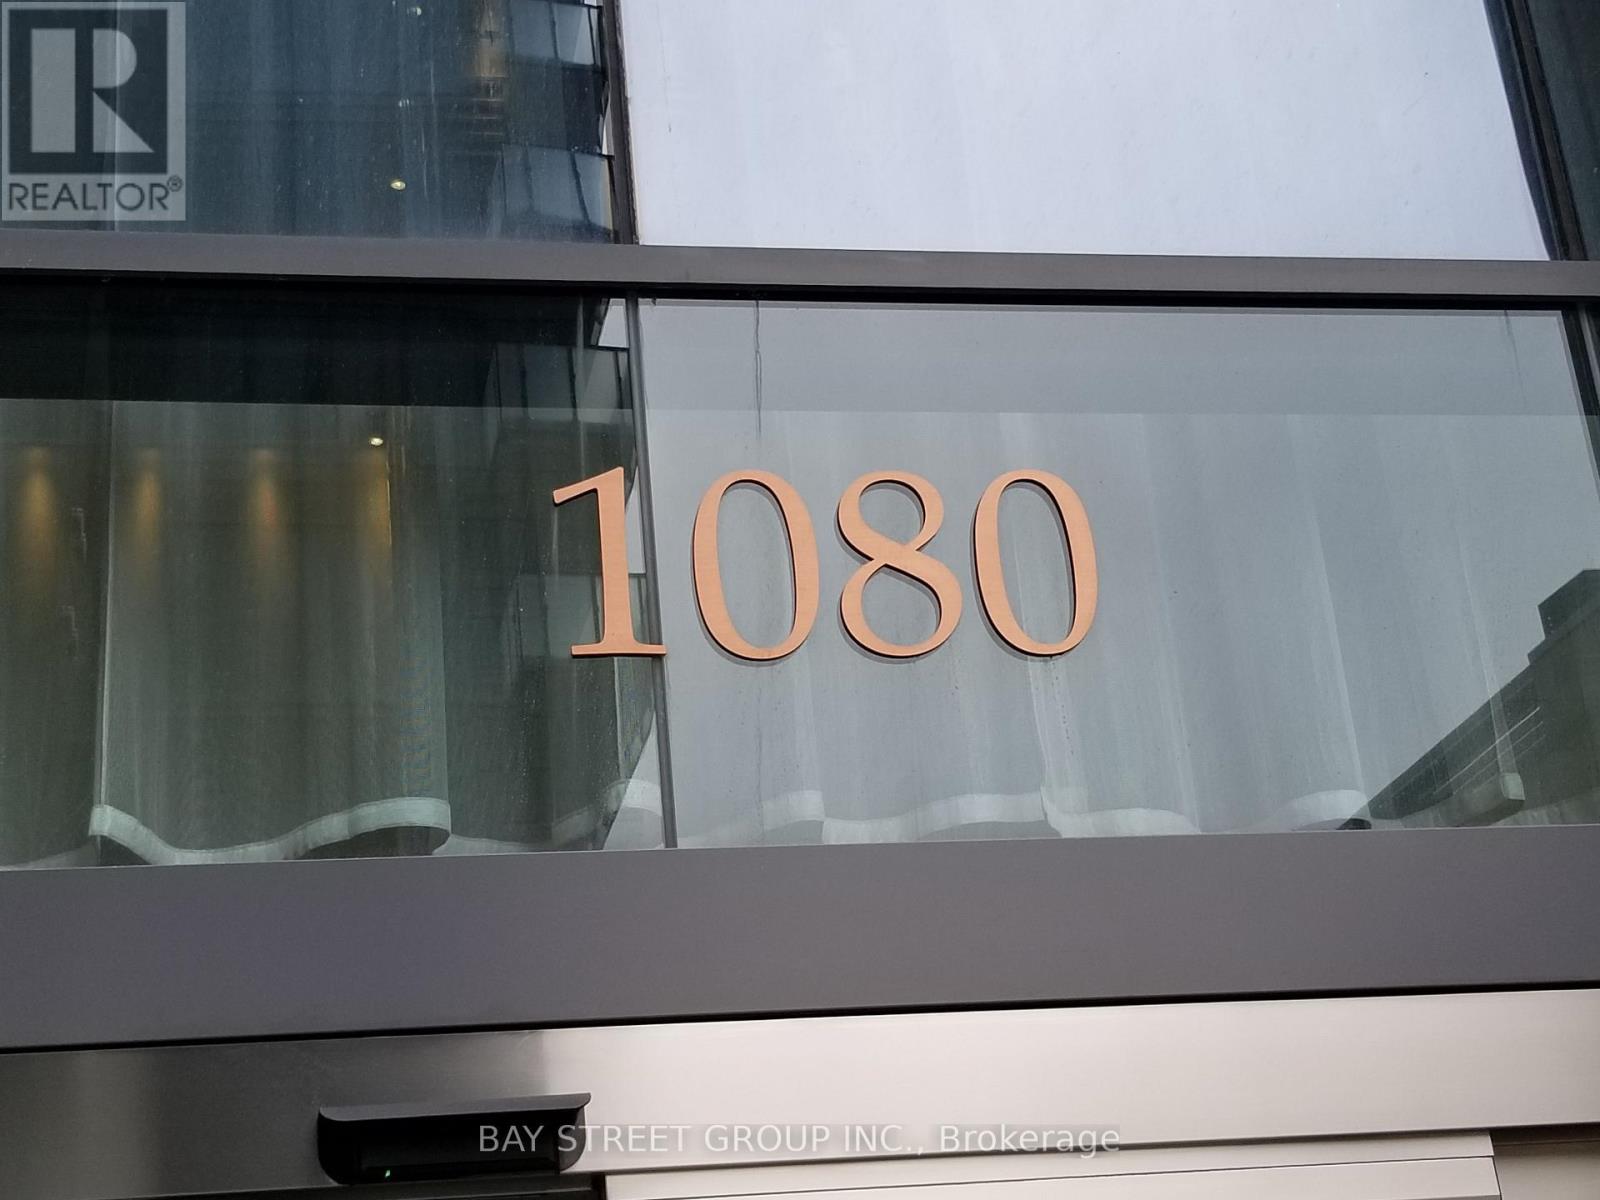 REALTOR®
1080
BAY STREET GROUP INC., Brokerage